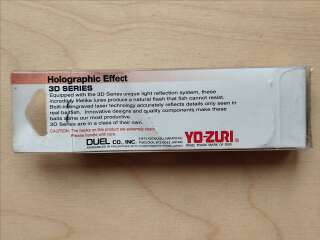 Holographic Effect
3D SERIES
Equipped with the 3D Series unique light reflection system, these
incredibly lifelike lures produce a natural flash that fish cannot resist.
Built-in engraved laser technology accurately reflects details only seen in
real baitfish. Innovative designs and quality components make these
baits some our most productive.
3D Series are in a class of their own.
CAUTION: The hooks on this product are extremely sharp.
Please handle with care.
DUEL CO., INC.
YO-ZURI ®